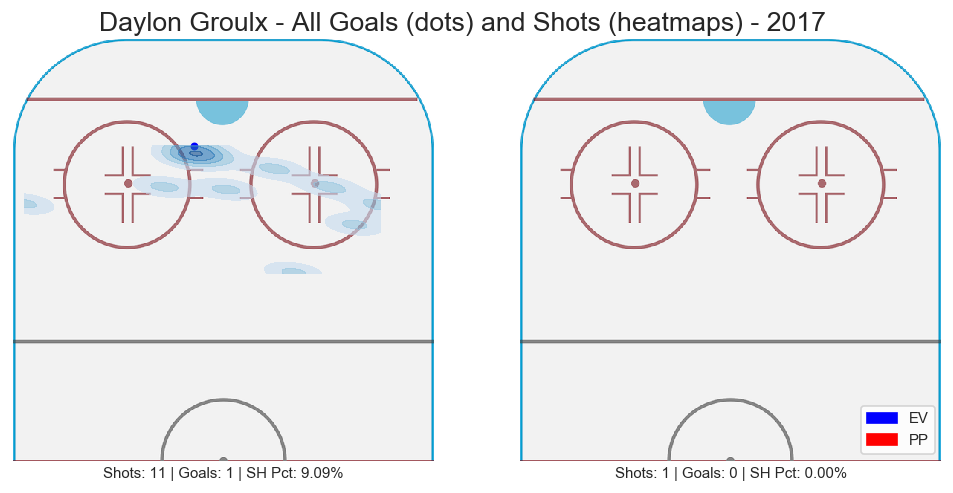 Daylon Groulx - All Goals (dots) and Shots (heatmaps) - 2017
EV
PP
Shots: 11 | Goals: 1 | SH Pct: 9.09%
Shots: 1 | Goals: 0 | SH Pct: 0.00%